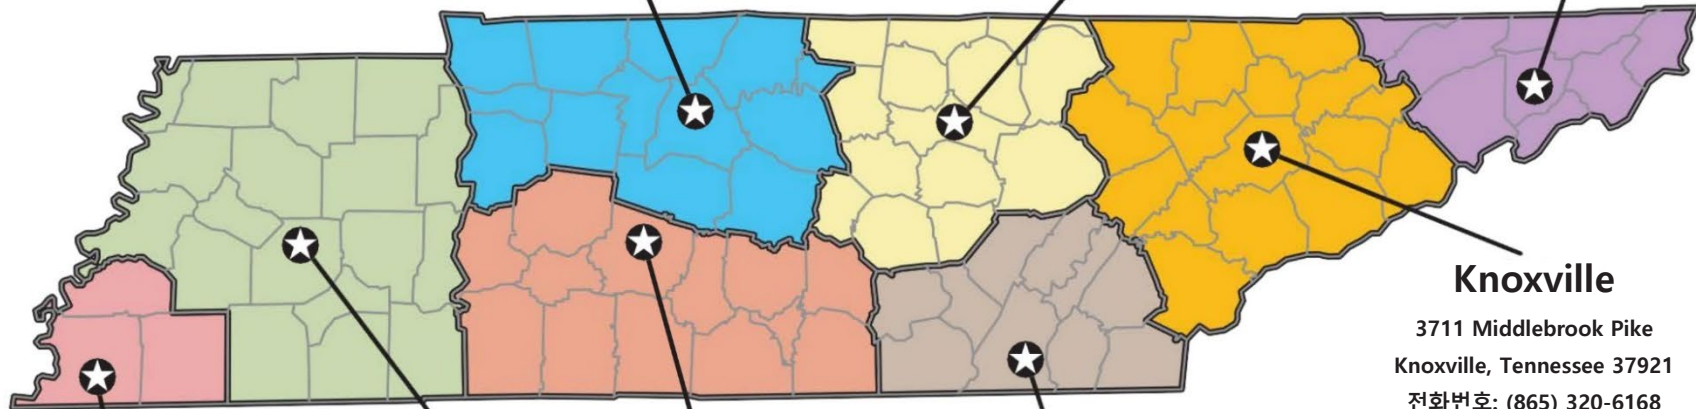 Knoxville
3711 Middlebrook Pike
Knoxville, Tennessee 37921
전화번호: (865) 320-6168